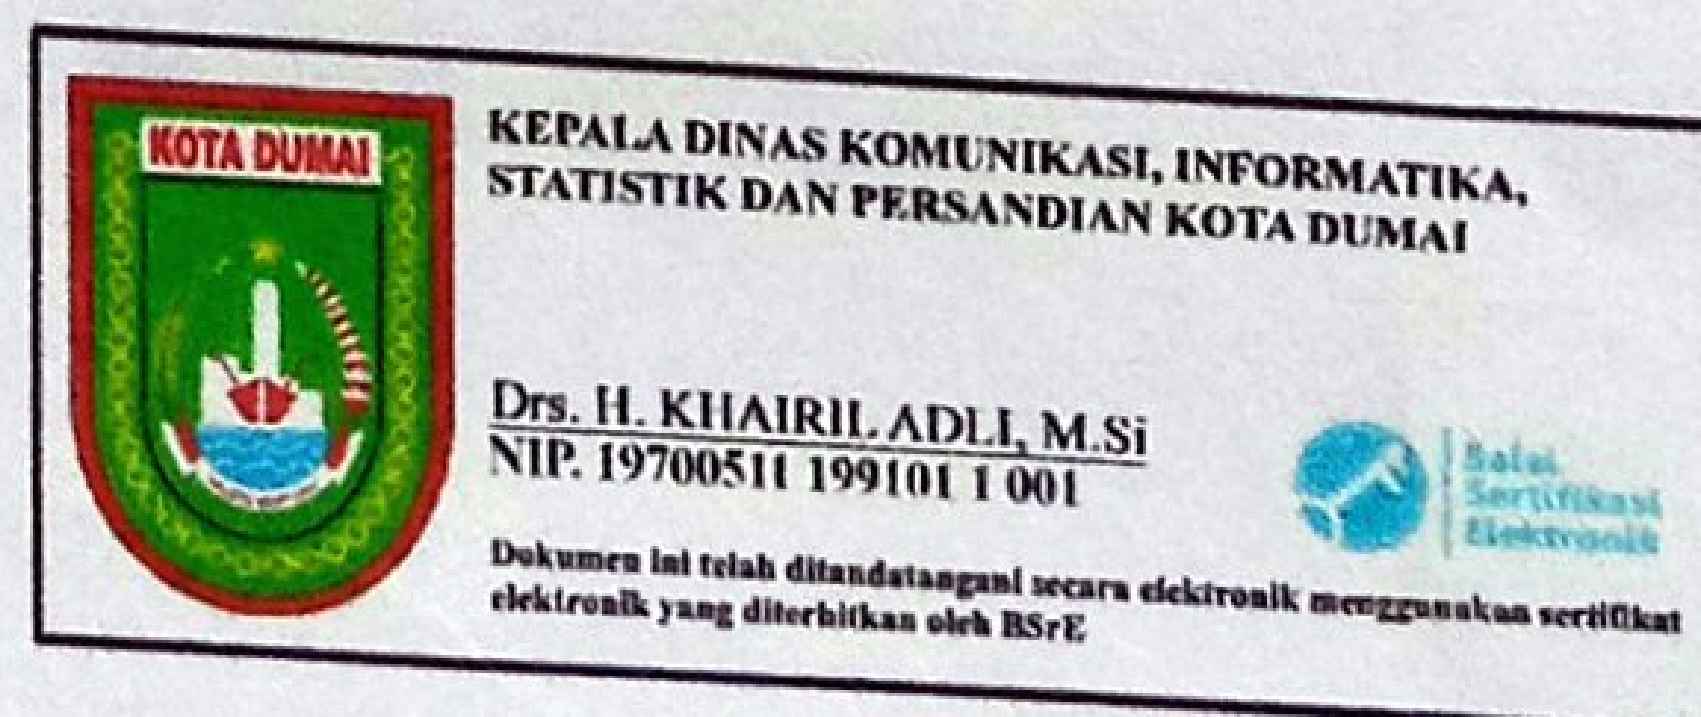 KOTA DUMAI
KEPALA DINAS KOMUNIKASI, INFORMATIKA,
STATISTIK DAN PERSANDIAN KOTA DUMAI
Drs. H. KHAIRIL ADLI, M.Si
NIP. 19700511 199101 1 001
Balai
Sertifikasi
Elektronik
Dokumen ini telah ditandatangani secara elektronik menggunakan sertifikat
elektronik yang diterbitkan oleh BSrE